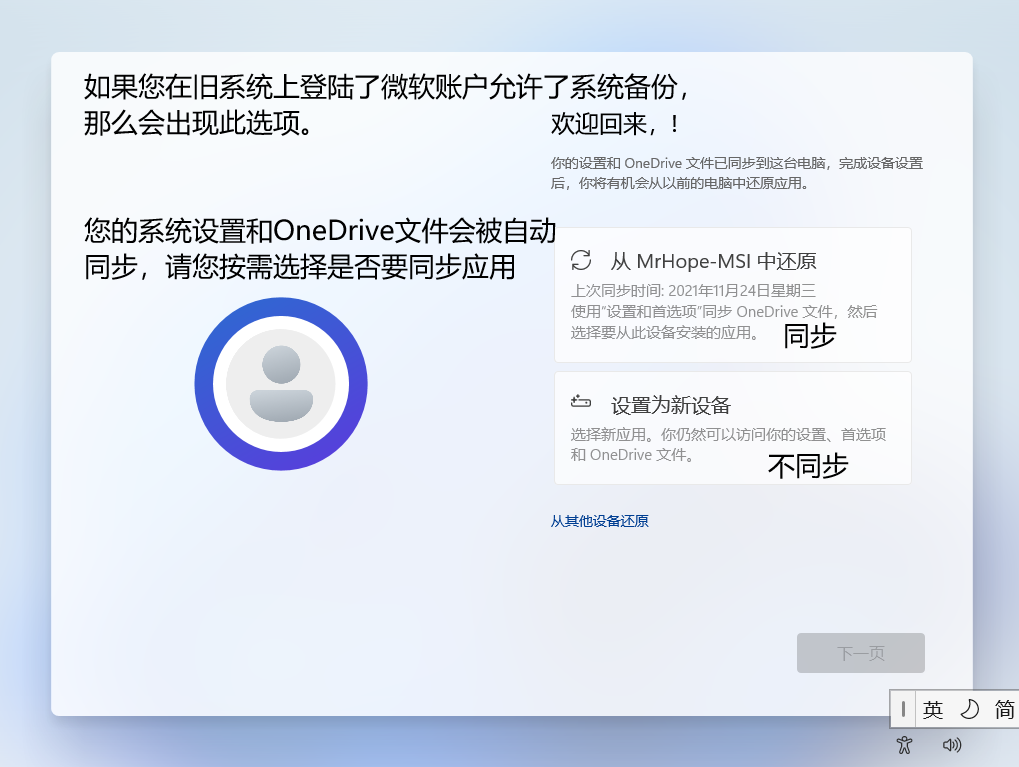 如果您在旧系统上登陆了微软账户允许了系统备份，
那么会出现此选项。
欢迎回来，!
你的设置和 OneDrive 文件已同步到这台电脑，完成设备设置
后，你将有机会从以前的电脑中还原应用。
您的系统设置和OneDrive文件会被自动
同步，请您按需选择是否要同步应用
从 MrHope-MSI 中还原
上次同步时间: 2021年11月24日星期三
使用“设置和首选项”同步 OneDrive 文件，然后
选择要从此设备安装的应用。
同步
设置为新设备
选择新应用。你仍然可以访问你的设置、首选项
和 OneDrive 文件。
不同步
从其他设备还原
下一页
英 简